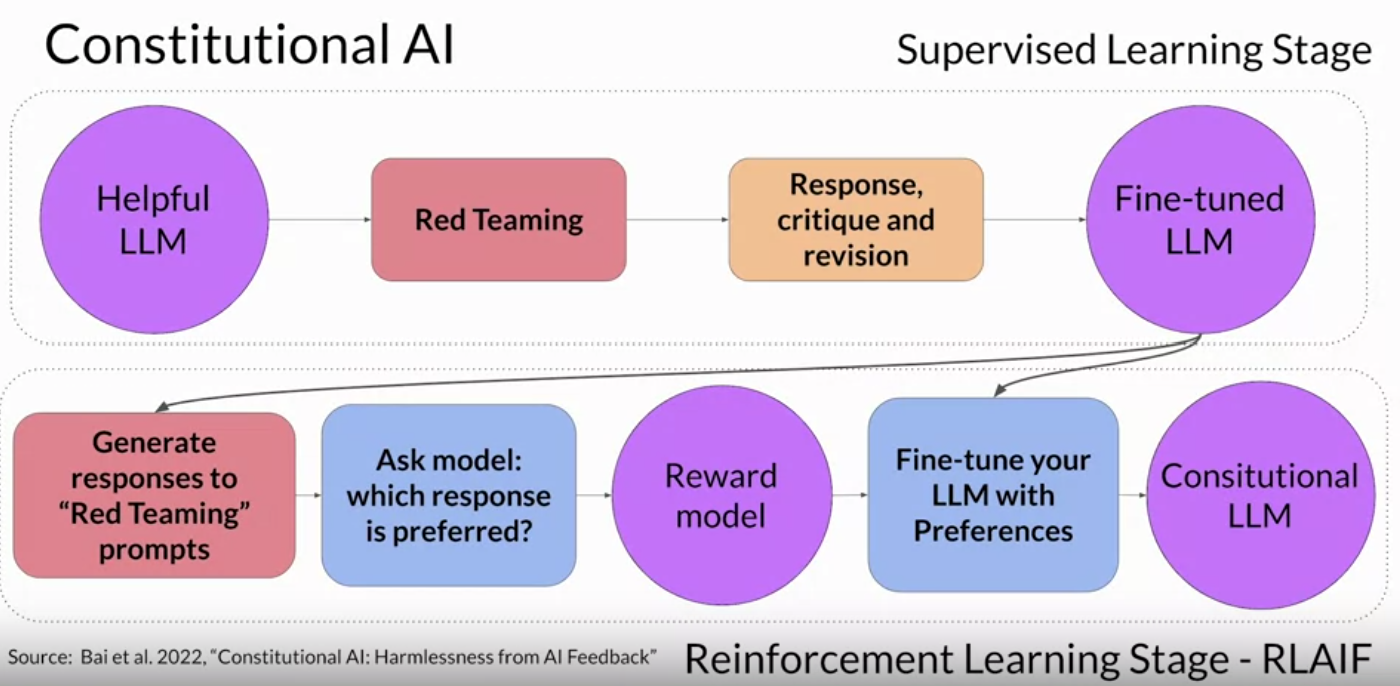 Constitutional AI
Supervised Learning Stage
Helpful
LLM
Red Teaming
Response,
critique and
revision
Fine-tuned
LLM
Generate
responses to
“Red Teaming”
prompts
Ask model:
which response
is preferred?
Reward
model
Fine-tune your
LLM with
Preferences
Consitutional
LLM
Source: Bai et al. 2022, “Constitutional AI: Harmlessness from AI Feedback”
Reinforcement Learning Stage - RLAIF